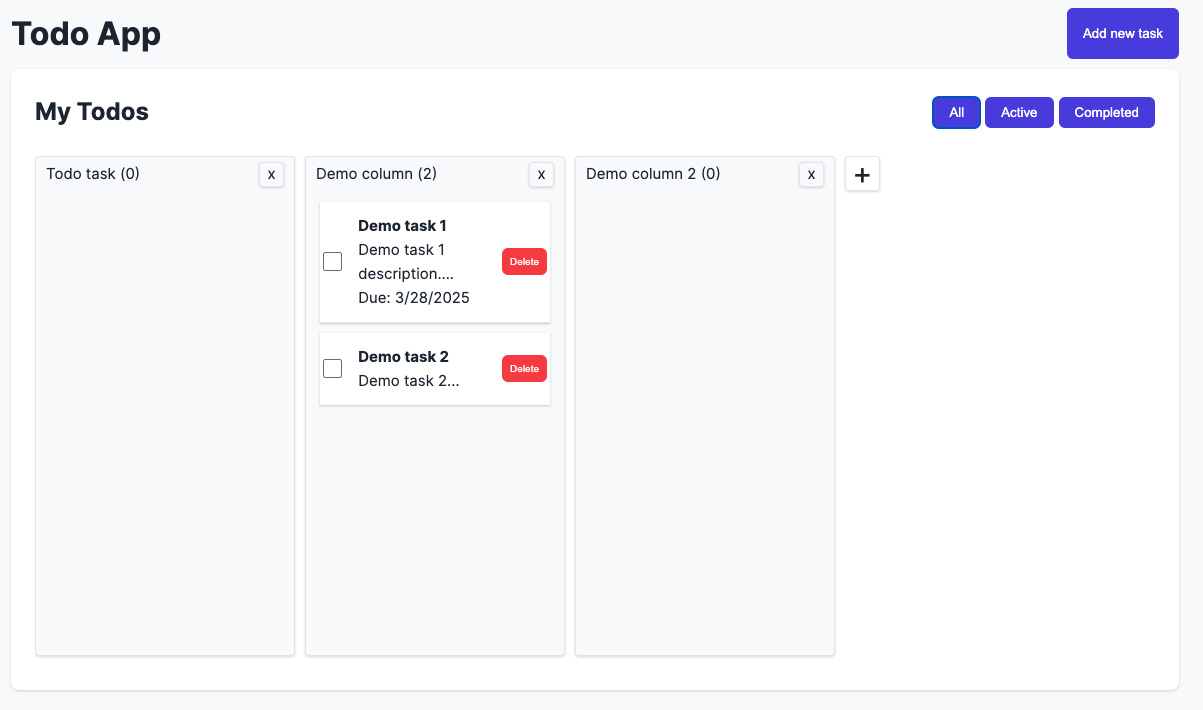 Todo App
Add new task
My Todos
All
Active
Completed
Todo task (0)
x
Demo column (2)
x
Demo column 2 (0)
x
+
Demo task 1
Demo task 1
description....
Due: 3/28/2025
Delete
Demo task 2
Demo task 2...
Delete